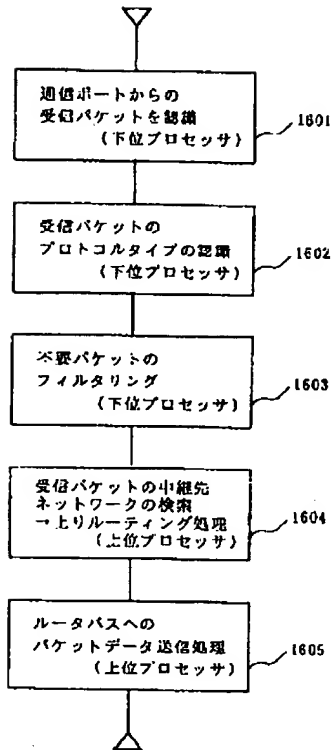 通信ポートからの
受信パケットを認識
(下位プロセッサ)
1601
受信パケットの
プロトコルタイプの認識
(下位プロセッサ)
1602
不要パケットの
フィルタリング
(下位プロセッサ)
1603
受信パケットの中継先
ネットワークの検索
→上りルーティング処理
(上位プロセッサ)
1604
ルータバスへの
パケットデータ送信処理
(上位プロセッサ)
1605